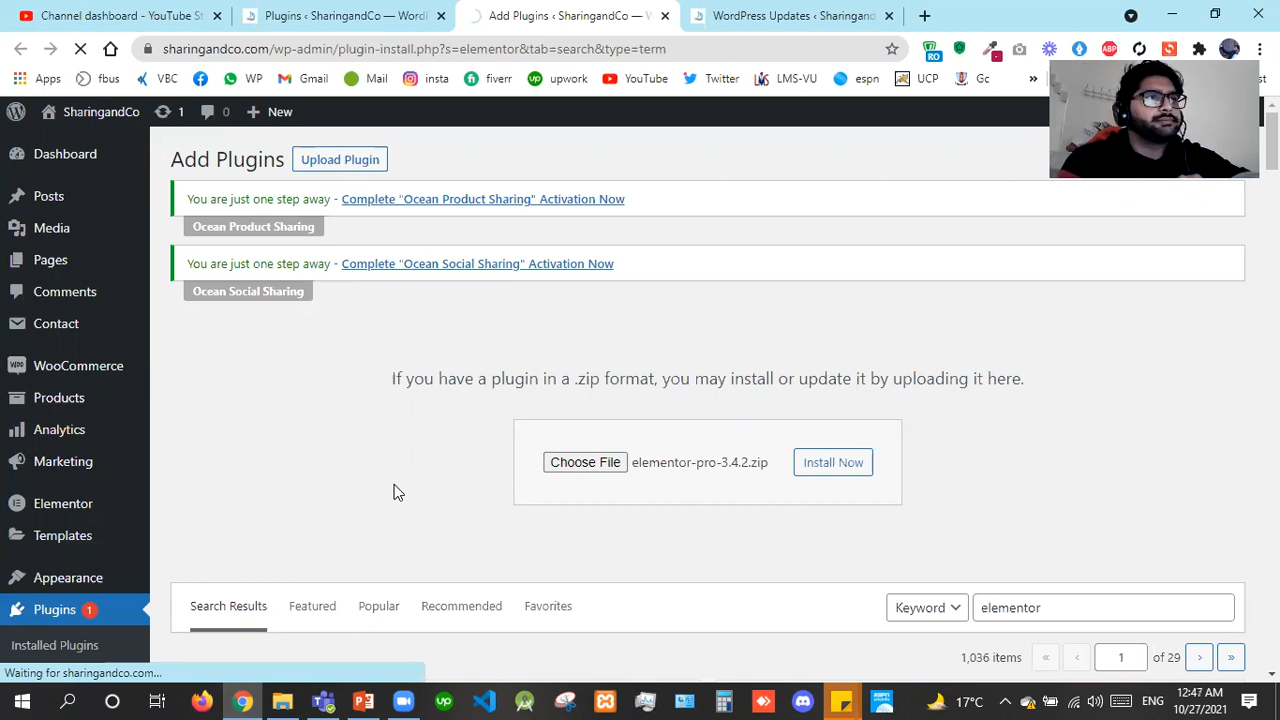 Channel dashboard - YouTube St
Plugins ‹ SharingandCo — WordP
Add Plugins ‹ SharingandCo — Wo
WordPress Updates ‹ Sharingand
sharingandco.com/wp-admin/plugin-install.php?s=elementor&tab=search&type=term
RO
ABP
Apps
fbus
VBC
WP
Gmail
Mail
insta
fiverr
upwork
YouTube
Twitter
LMS-VU
espn
UCP
Gc
»
SharingandCo
1
0
New
Dashboard
Posts
Media
Pages
Comments
Contact
WooCommerce
Products
Analytics
Marketing
Elementor
Templates
Appearance
Plugins 1
Installed Plugins
Add Plugins
Upload Plugin
You are just one step away - Complete "Ocean Product Sharing" Activation Now
Ocean Product Sharing
You are just one step away - Complete "Ocean Social Sharing" Activation Now
Ocean Social Sharing
If you have a plugin in a .zip format, you may install or update it by uploading it here.
Choose File elementor-pro-3.4.2.zip
Install Now
Search Results
Featured
Popular
Recommended
Favorites
Keyword
elementor
1,036 items
«
‹
1
of 29
›
»
Waiting for sharingandco.com...
17°C
ENG
12:47 AM
10/27/2021